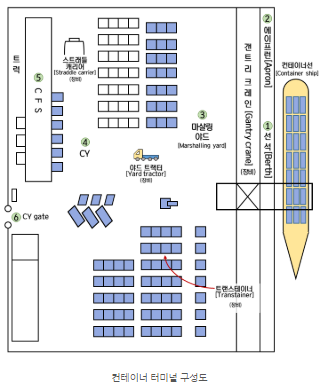 트럭
⑤ CFS
스트래들
캐리어
[Straddle carrier]
(장비)
② 에이프런[Apron]
컨테이너선
[Container ship]
갠트리 크레인[Gantry crane](장비)
③
마샬링
야드
[Marshelling yard]
① 선석[Berth]
④
CY
야드 트랙터
[Yard tractor]
(장비)
⑥ CY gate
트랜스테이너
[Transtainer]
(장비)
컨테이너 터미널 구성도